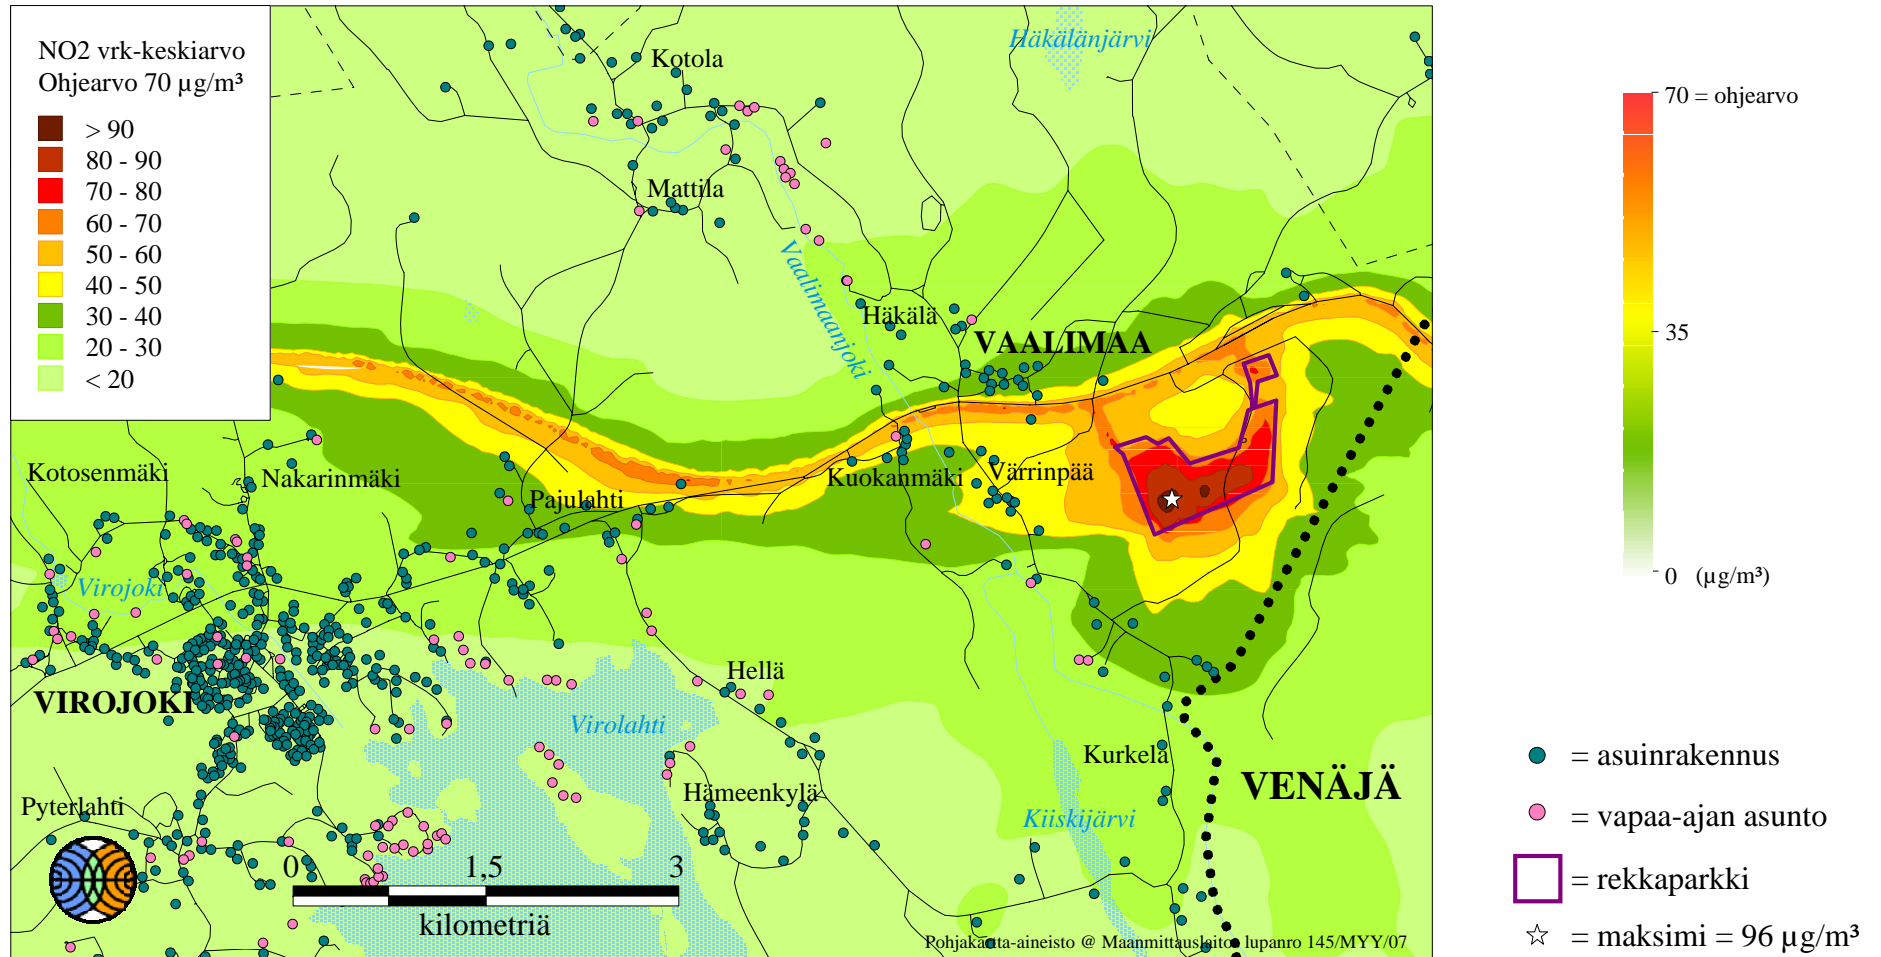 NO2 vrk-keskiarvo
Ohjearvo 70 µg/m³
> 90
80 - 90
70 - 80
60 - 70
50 - 60
40 - 50
30 - 40
20 - 30
< 20
Kotola
Häkälänjärvi
Mattila
Vaalimaanjoki
Häkälä
VAALIMAA
Kotosenmäki
Nakarinmäki
Pajulahti
Kuokanmäki
Värrinpää
Virojoki
VIROJOKI
Hellä
Virolahti
Kurkela
VENÄJÄ
Pyterlahti
Hämeenkylä
Kiiskijärvi
0 1,5 3
kilometriä
Pohjakartta-aineisto @ Maanmittauslaitos lupanro 145/MYY/07
70 = ohjearvo
35
0 (µg/m³)
= asuinrakennus
= vapaa-ajan asunto
= rekkaparkki
= maksimi = 96 µg/m³